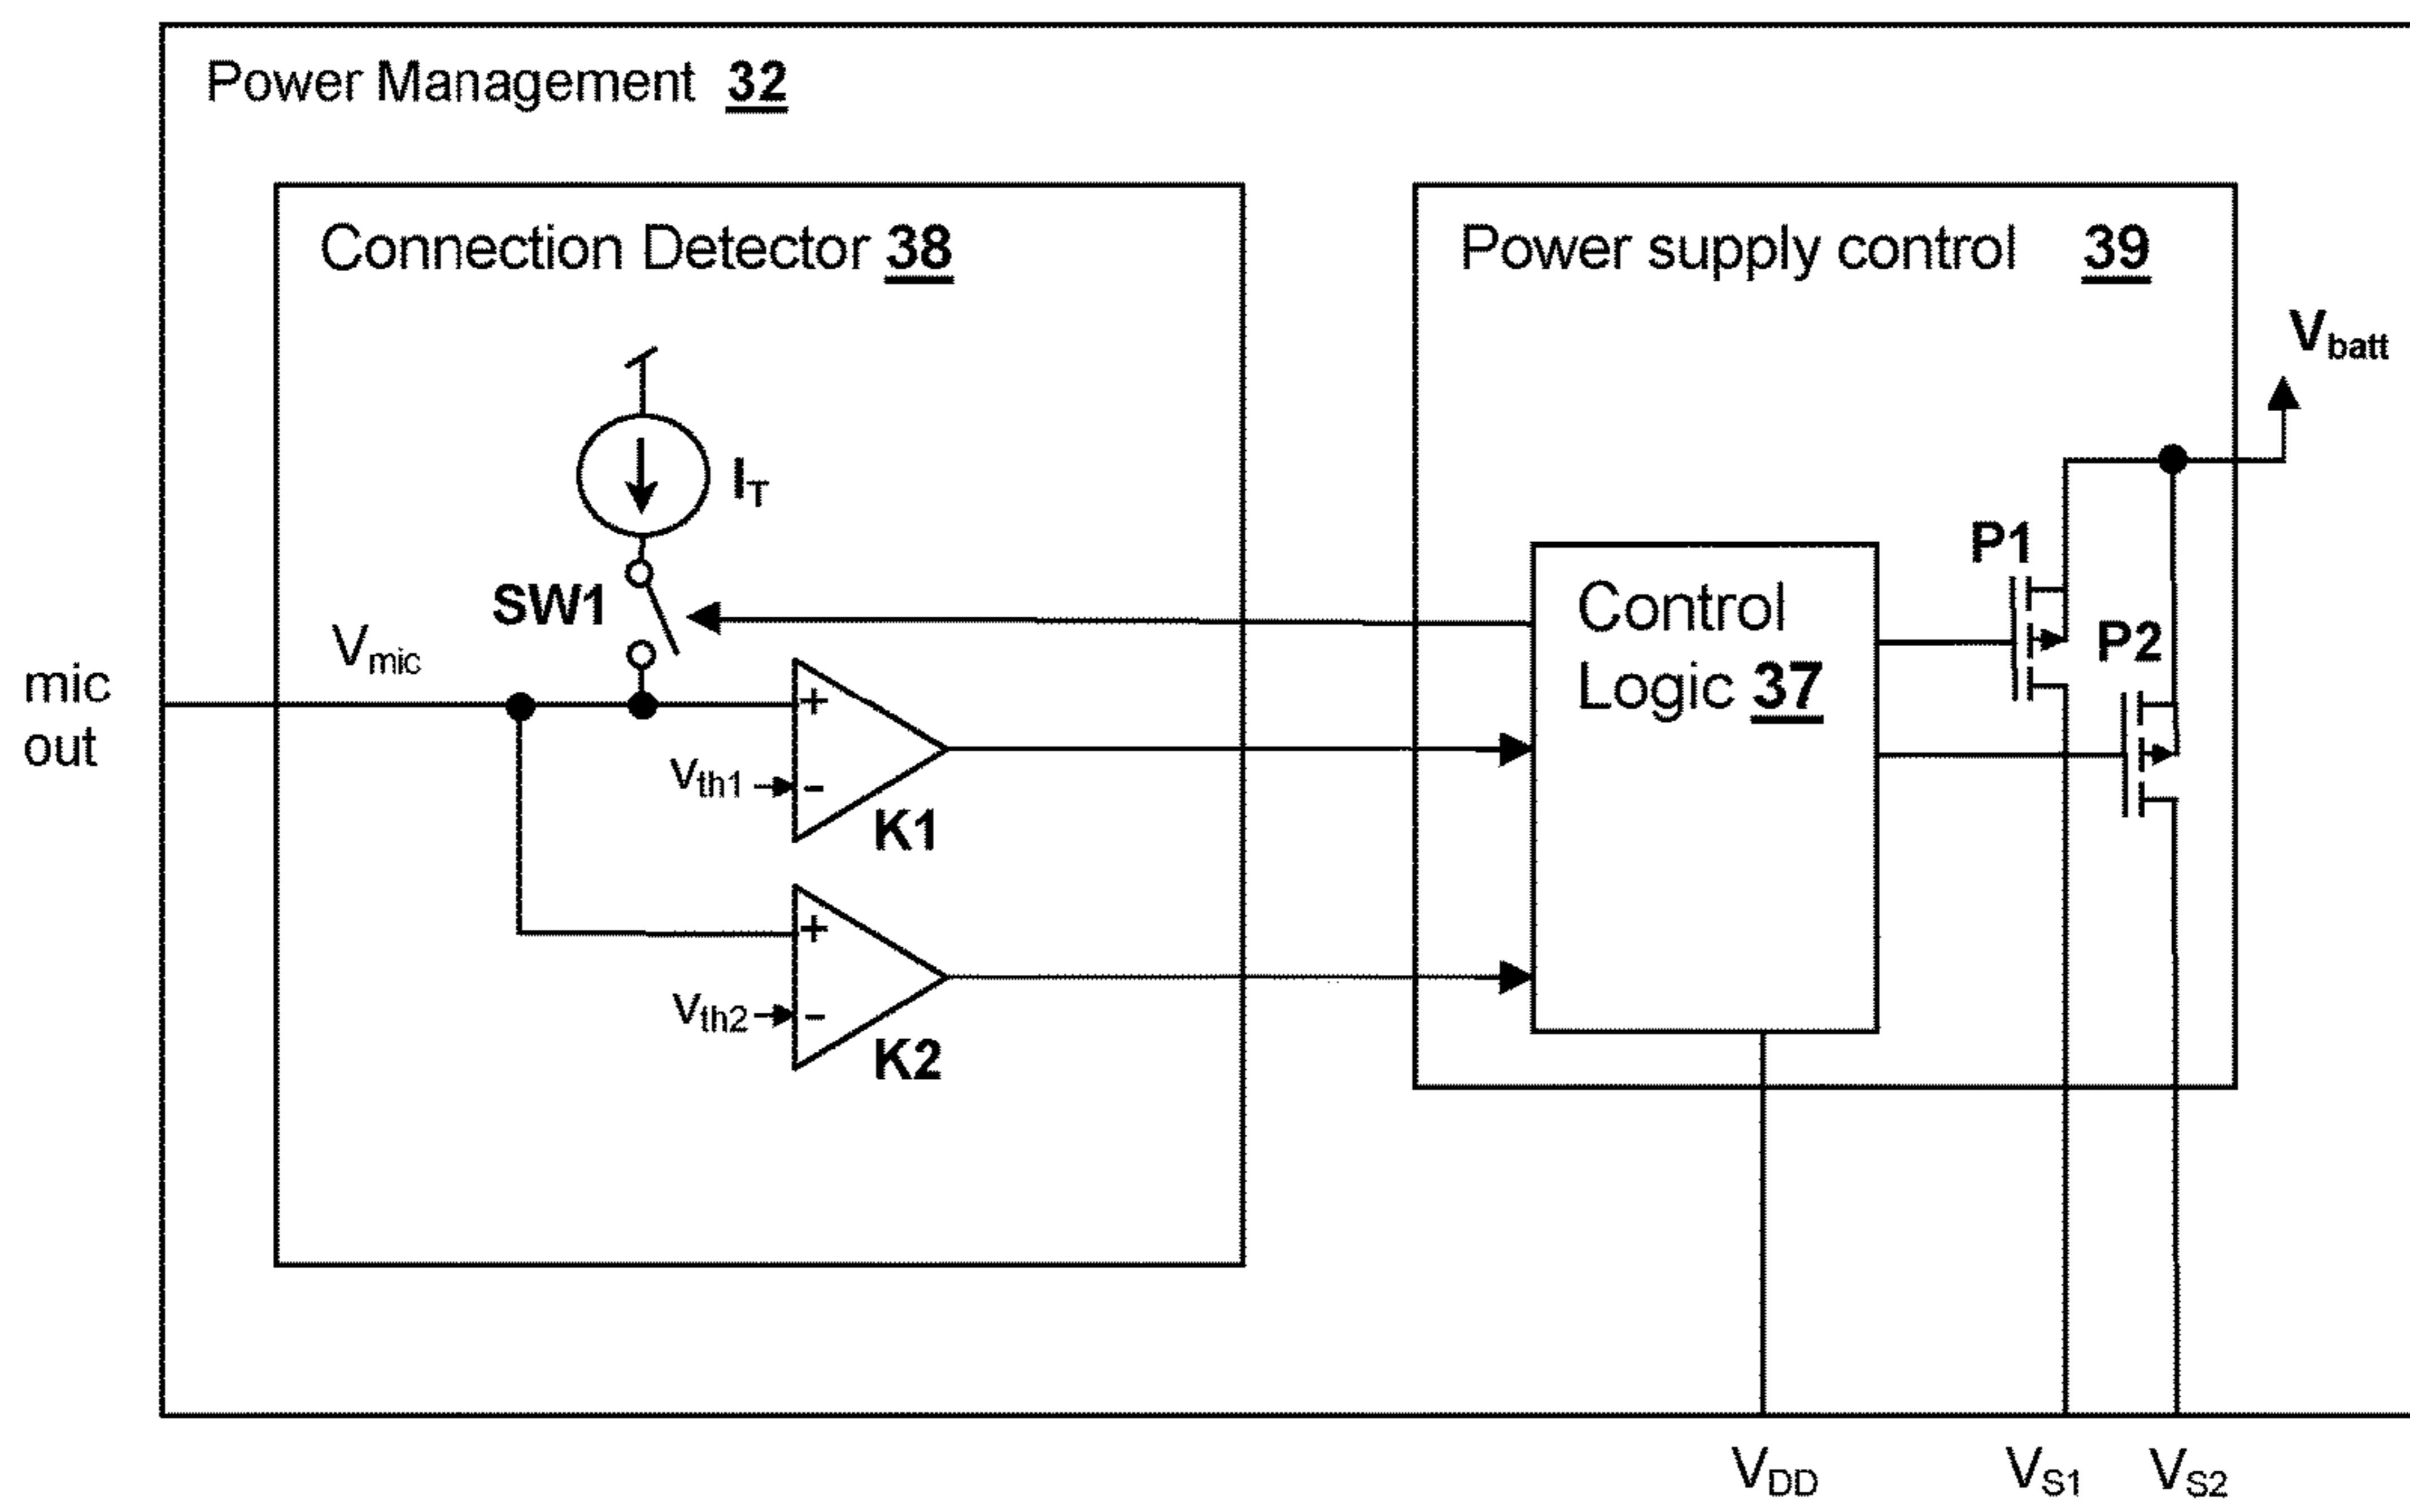 Power Management 32
Connection Detector 38
Power supply control 39
Vbatt
IT
P1
SW1
Control
Logic 37
P2
Vmic
mic
out
+
Vth1
-
K1
+
Vth2
-
K2
VDD
VS1
VS2